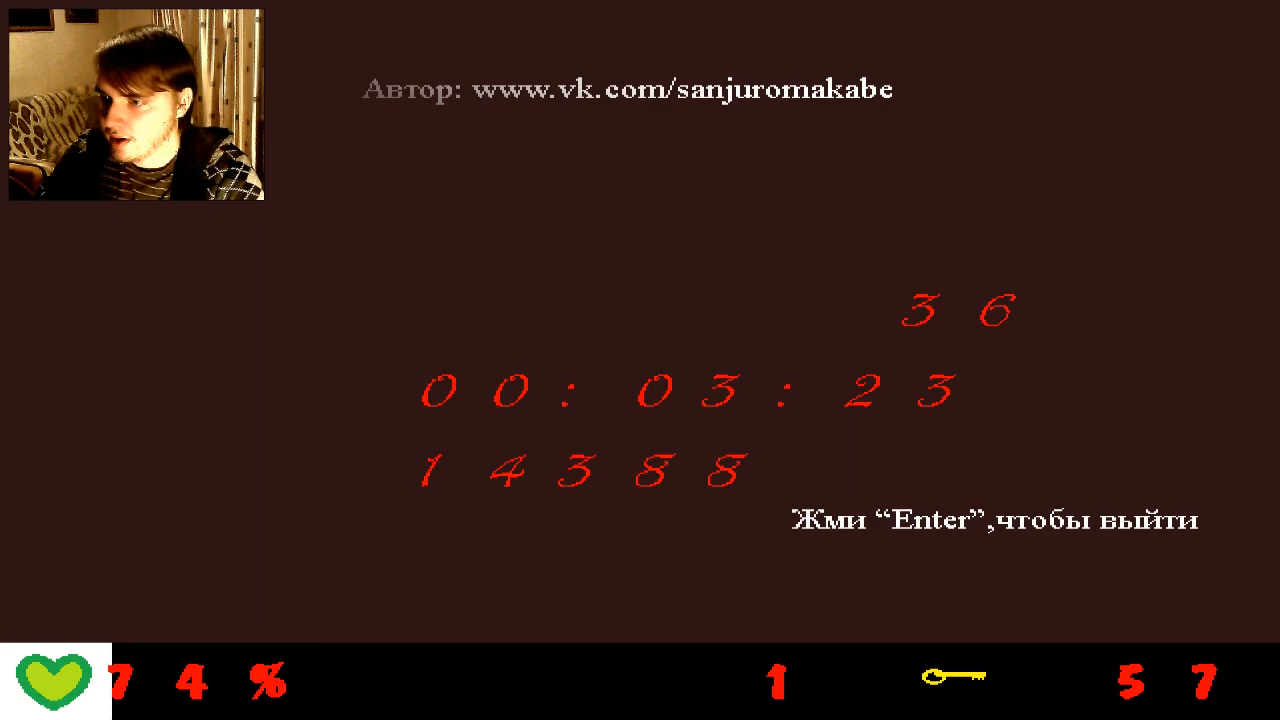 Автор: www.vk.com/sanjuromakabe
3 6
0 0 : 0 3 : 2 3
1 4 3 8 8
Жми “Enter”,чтобы выйти
7 4 % 1 5 7